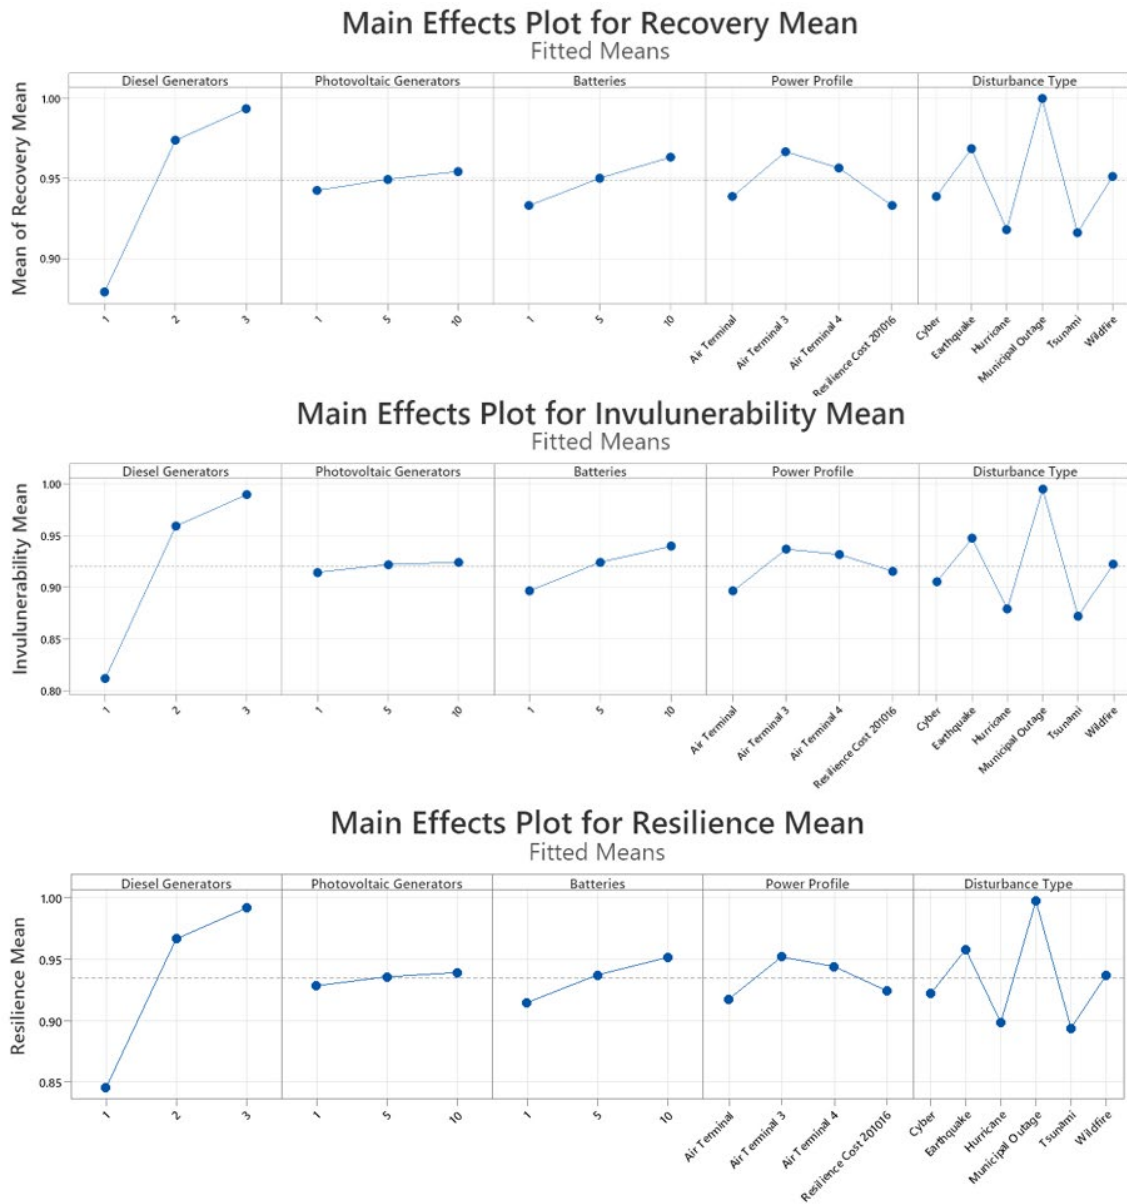 Main Effects Plot for Recovery Mean
Fitted Means
Diesel Generators Photovoltaic Generators Batteries Power Profile Disturbance Type
Mean of Recovery Mean
1.00
0.95
0.90
1 2 3 1 5 10 1 5 10 Air Terminal Air Terminal 3 Air Terminal 4 Resilience Cost 201016 Cyber Earthquake Hurricane Municipal Outage Tsunami Wildfire
Main Effects Plot for Invulunerability Mean
Fitted Means
Diesel Generators Photovoltaic Generators Batteries Power Profile Disturbance Type
Invulunerability Mean
1.00
0.95
0.90
0.85
0.80
1 2 3 1 5 10 1 5 10 Air Terminal Air Terminal 3 Air Terminal 4 Resilience Cost 201016 Cyber Earthquake Hurricane Municipal Outage Tsunami Wildfire
Main Effects Plot for Resilience Mean
Fitted Means
Diesel Generators Photovoltaic Generators Batteries Power Profile Disturbance Type
Resilience Mean
1.00
0.95
0.90
0.85
1 2 3 1 5 10 1 5 10 Air Terminal Air Terminal 3 Air Terminal 4 Resilience Cost 201016 Cyber Earthquake Hurricane Municipal Outage Tsunami Wildfire